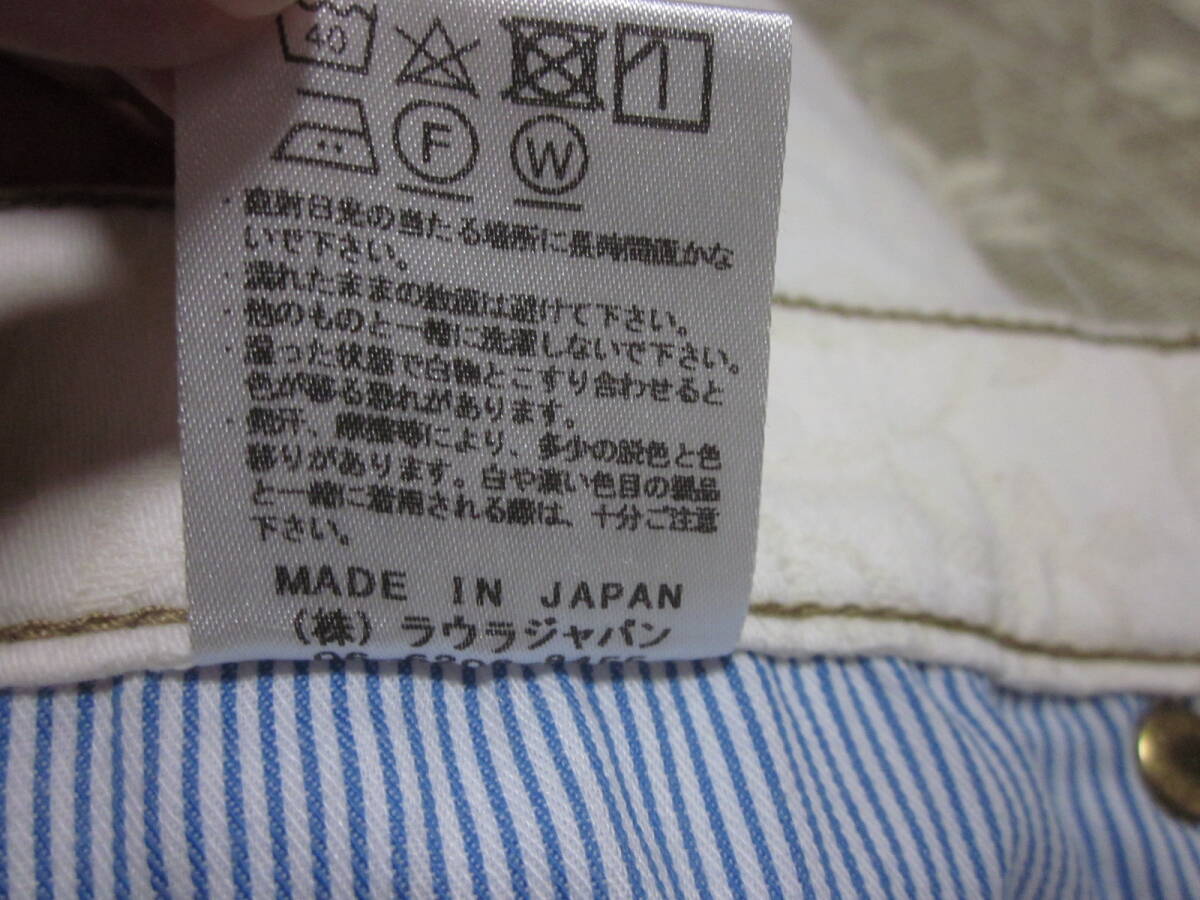 40
F W
・直射日光の当たる場所に長時間置かな
いで下さい。
・濡れたままの放置は避けて下さい。
・他のものと一緒に洗濯しないで下さい。
・湿った状態で白物とこすり合わせると
色が移る恐れがあります。
・発汗、摩擦等により、多少の脱色と色
移りがあります。白や凄い色目の製品
と一緒に着用される際は、十分ご注意
下さい。
MADE IN JAPAN
(株) ラウラジャパン